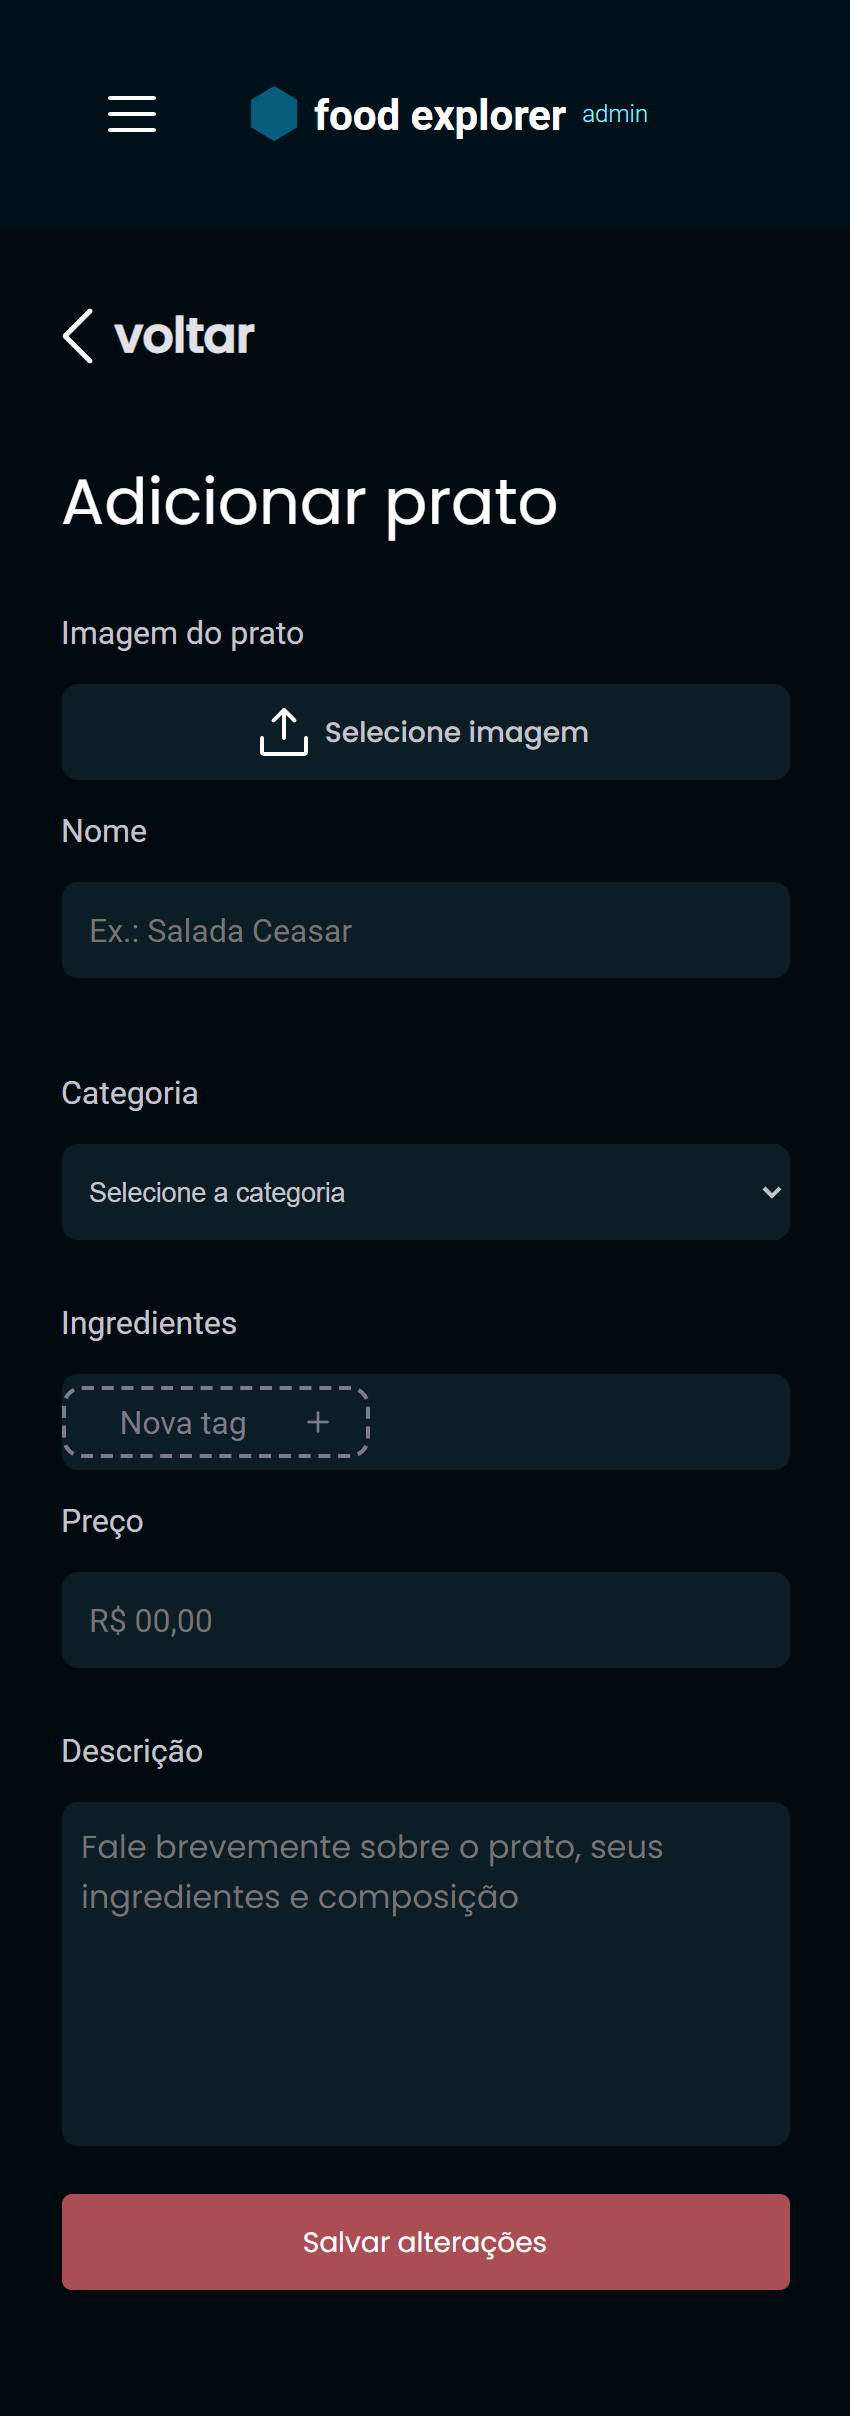 food explorer admin
voltar
Adicionar prato
Imagem do prato
Selecione imagem
Nome
Ex.: Salada Ceasar
Categoria
Selecione a categoria
Ingredientes
Nova tag +
Preço
R$ 00,00
Descrição
Fale brevemente sobre o prato, seus
ingredientes e composição
Salvar alterações